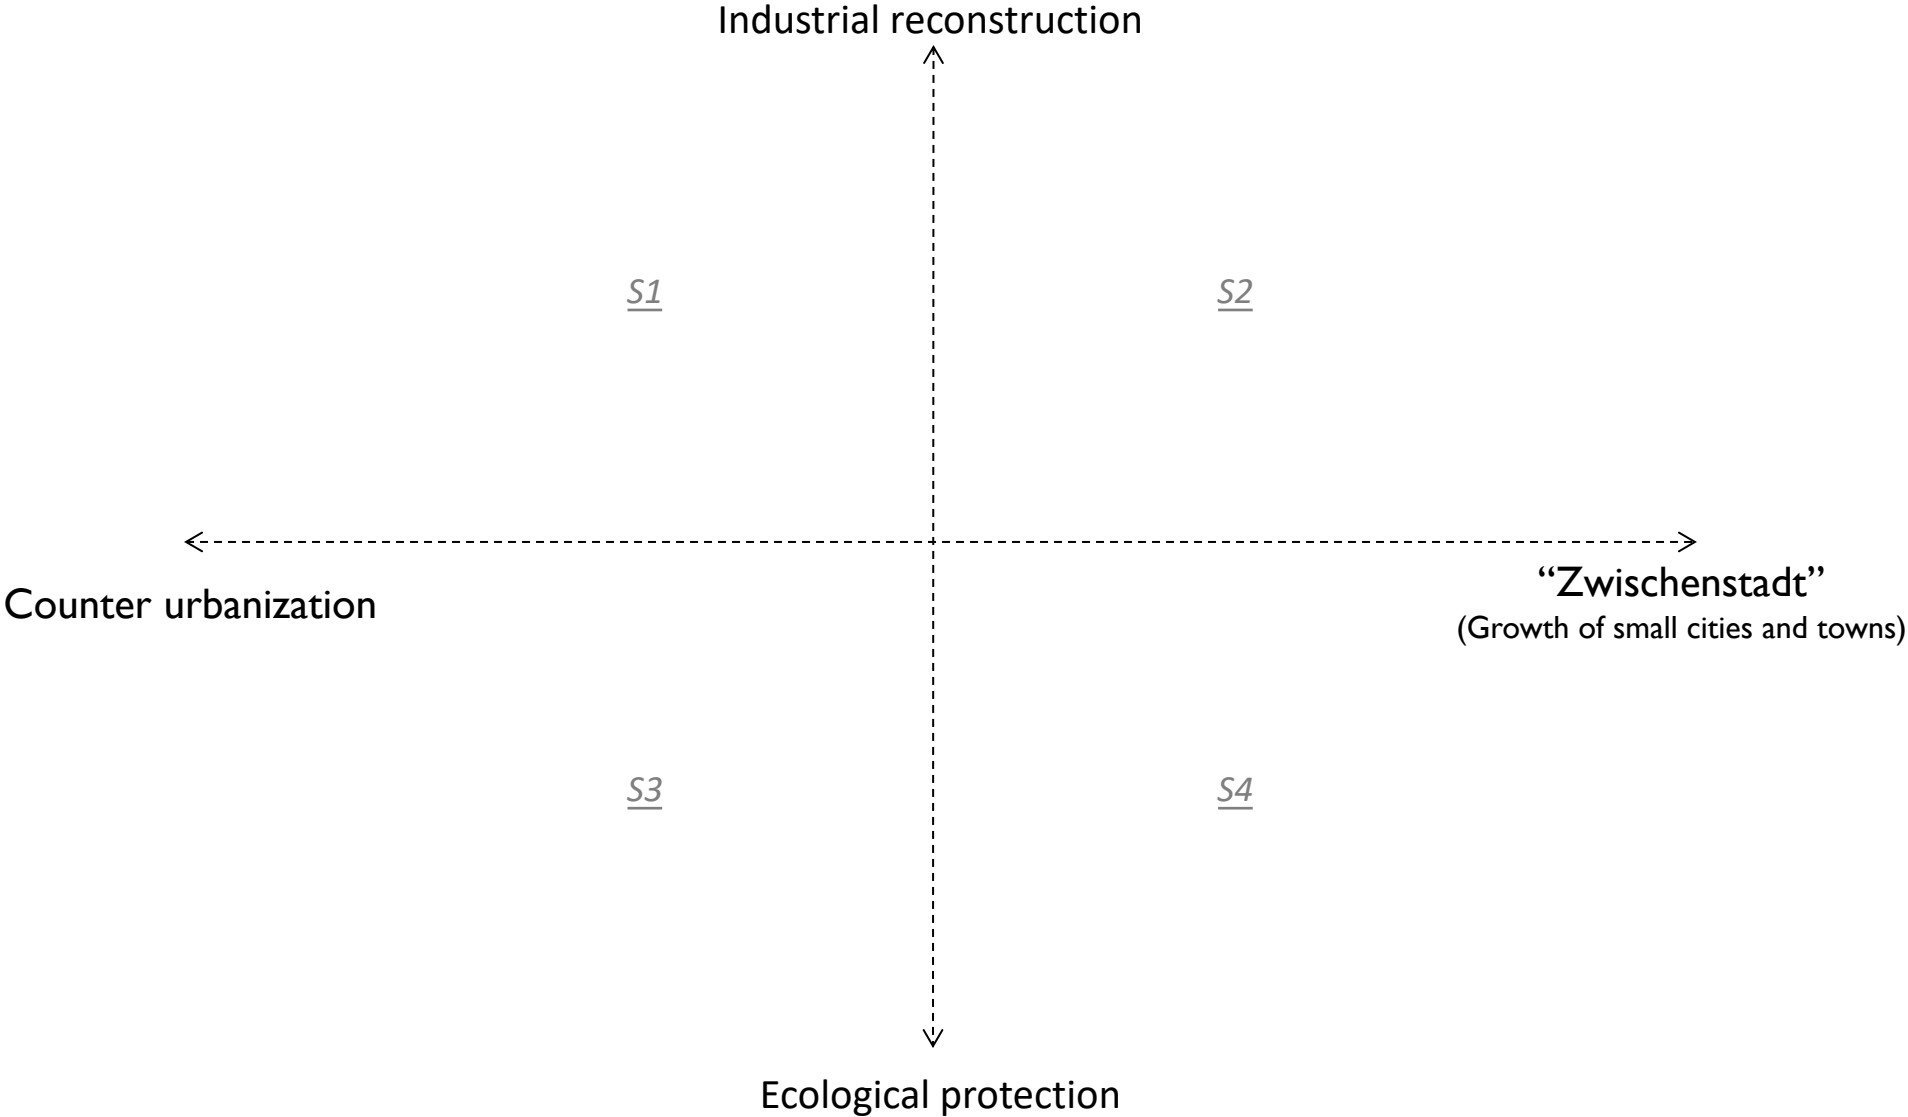 Industrial reconstruction
S1
S2
“Zwischenstadt”
Counter urbanization
(Growth of small cities and towns)
S3
S4
Ecological protection